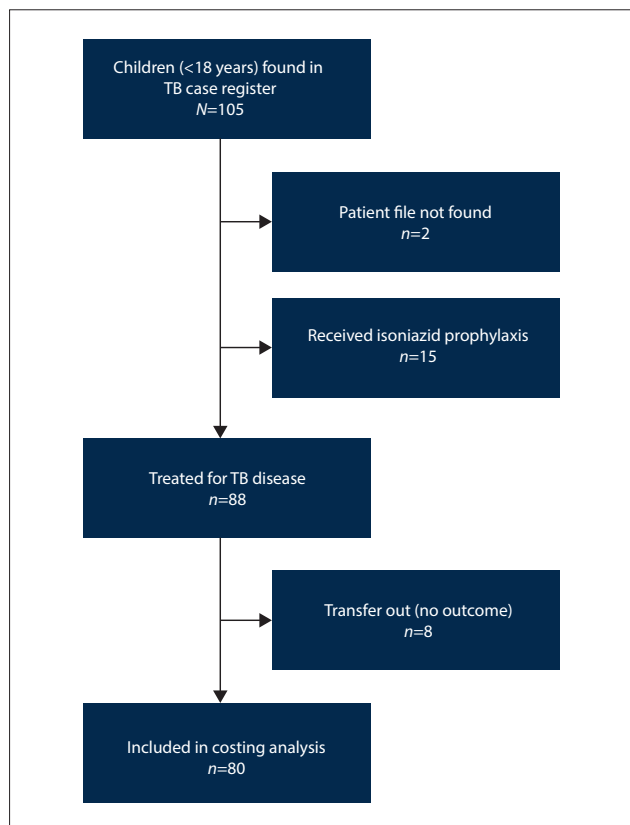 Children (<18 years) found in
TB case register
N=105
Patient file not found
n=2
Received isoniazid prophylaxis
n=15
Treated for TB disease
n=88
Transfer out (no outcome)
n=8
Included in costing analysis
n=80